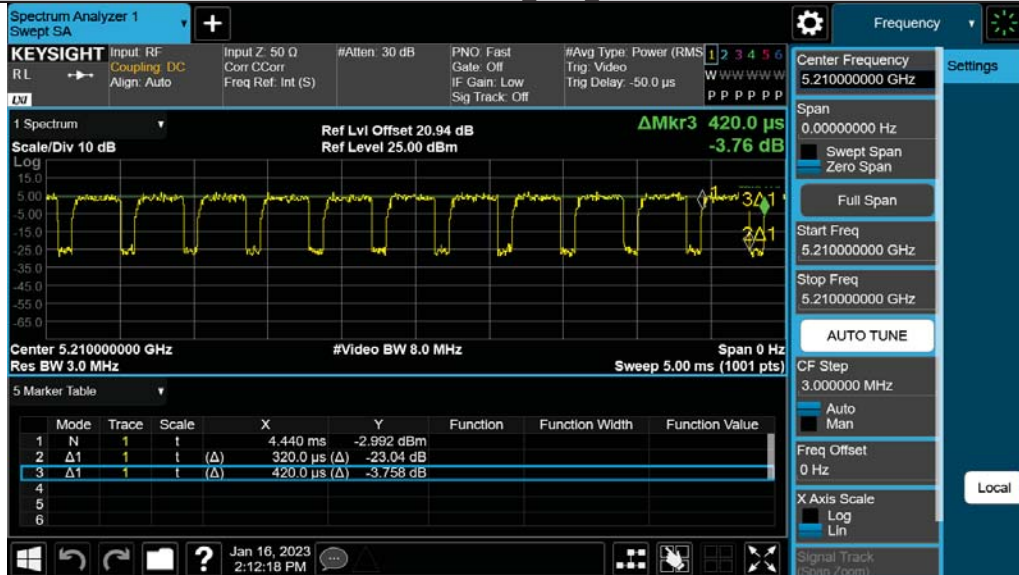 Spectrum Analyzer 1
Swept SA
Frequency
KEYSIGHT
RL
LXI
Input: RF
Coupling: DC
Align: Auto
Input Z: 50 Ω
Corr CCorr
Freq Ref: Int (S)
#Atten: 30 dB
PNO: Fast
Gate: Off
IF Gain: Low
Sig Track: Off
#Avg Type: Power (RMS
Trig: Video
Trig Delay: -50.0 µs
1 2 3 4 5 6
W W W W W W
P P P P P P
1 Spectrum
Scale/Div 10 dB
Ref Lvl Offset 20.94 dB
Ref Level 25.00 dBm
ΔMkr3 420.0 µs
-3.76 dB
Log
15.0
5.00
-5.00
-15.0
-25.0
-35.0
-45.0
-55.0
-65.0
1
3Δ1
2Δ1
Center 5.210000000 GHz
#Video BW 8.0 MHz
Span 0 Hz
Res BW 3.0 MHz
Sweep 5.00 ms (1001 pts)
5 Marker Table
Mode Trace Scale X Y Function Function Width Function Value
1 N 1 t 4.440 ms -2.992 dBm
2 Δ1 1 t (Δ) 320.0 µs (Δ) -23.04 dB
3 Δ1 1 t (Δ) 420.0 µs (Δ) -3.758 dB
4
5
6
Jan 16, 2023
2:12:18 PM
Center Frequency
5.210000000 GHz
Span
0.00000000 Hz
Swept Span
Zero Span
Full Span
Start Freq
5.210000000 GHz
Stop Freq
5.210000000 GHz
AUTO TUNE
CF Step
3.000000 MHz
Auto
Man
Freq Offset
0 Hz
X Axis Scale
Log
Lin
Signal Track
(Span Zoom)
Settings
Local